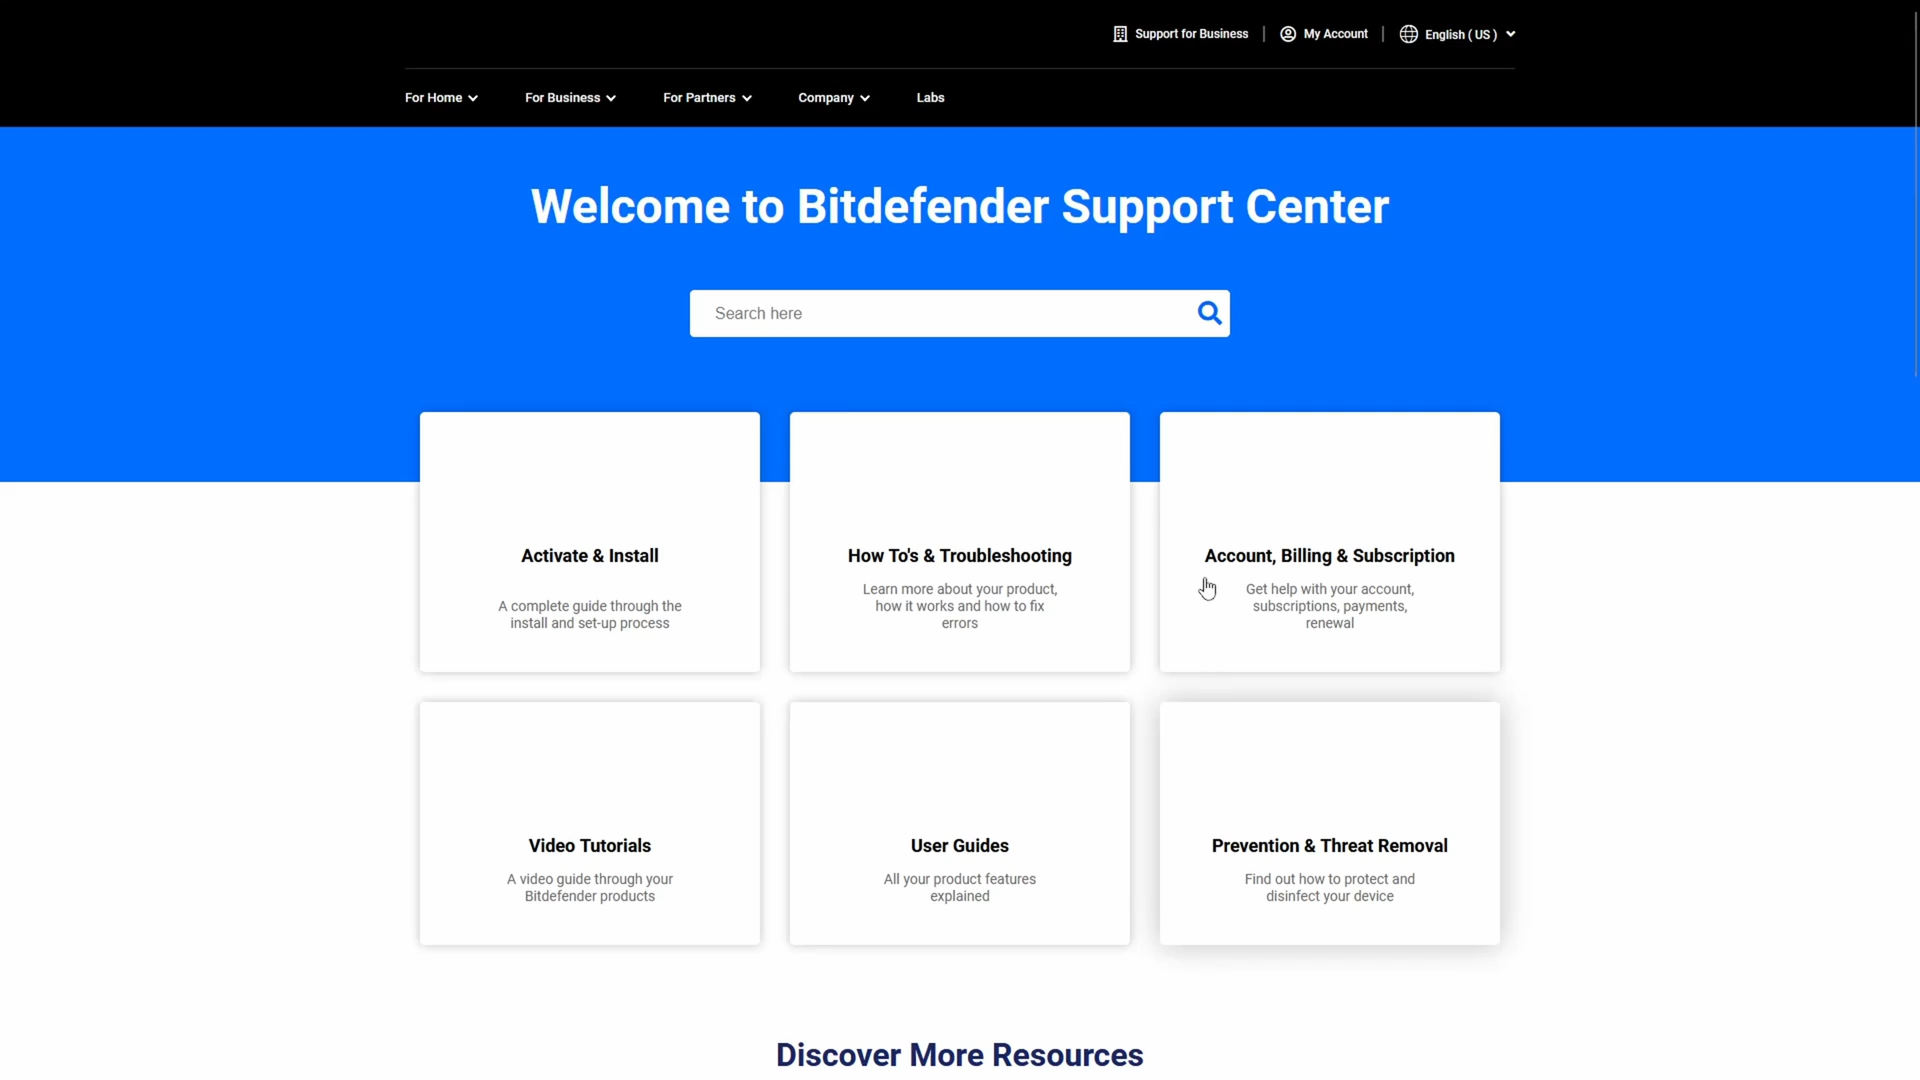 Support for Business
My Account
English ( US )
For Home
For Business
For Partners
Company
Labs
Welcome to Bitdefender Support Center
Search here
Activate & Install
A complete guide through the
install and set-up process
How To's & Troubleshooting
Learn more about your product,
how it works and how to fix
errors
Account, Billing & Subscription
Get help with your account,
subscriptions, payments,
renewal
Video Tutorials
A video guide through your
Bitdefender products
User Guides
All your product features
explained
Prevention & Threat Removal
Find out how to protect and
disinfect your device
Discover More Resources